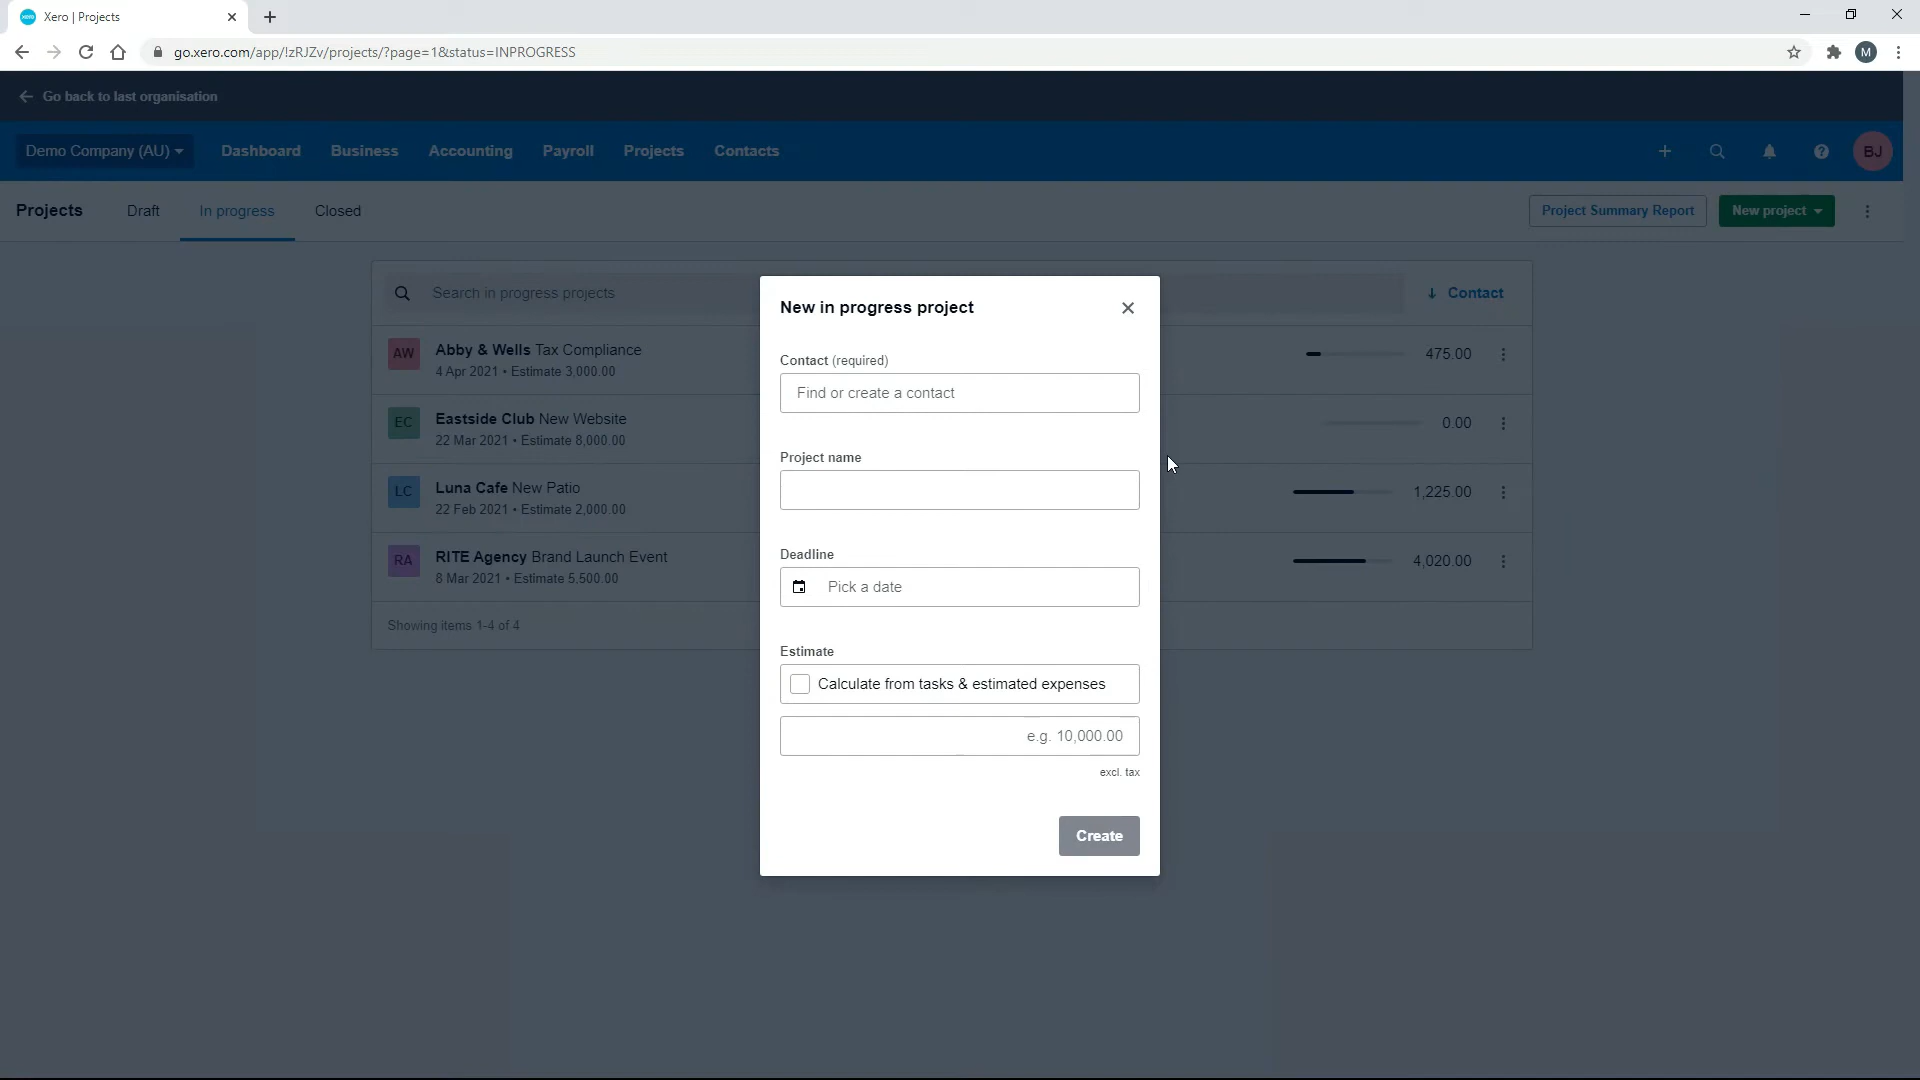 Xero | Projects
go.xero.com/app/!zRJZv/projects/?page=1&status=INPROGRESS
M
Go back to last organisation
Demo Company (AU)
Dashboard
Business
Accounting
Payroll
Projects
Contacts
BJ
Projects
Draft
In progress
Closed
Project Summary Report
New project
Search in progress projects
Contact
AW
Abby & Wells Tax Compliance
4 Apr 2021 • Estimate 3,000.00
475.00
EC
Eastside Club New Website
22 Mar 2021 • Estimate 8,000.00
0.00
LC
Luna Cafe New Patio
22 Feb 2021 • Estimate 2,000.00
1,225.00
RA
RITE Agency Brand Launch Event
8 Mar 2021 • Estimate 5,500.00
4,020.00
Showing items 1-4 of 4
New in progress project
Contact (required)
Find or create a contact
Project name
Deadline
Pick a date
Estimate
Calculate from tasks & estimated expenses
e.g. 10,000.00
excl. tax
Create